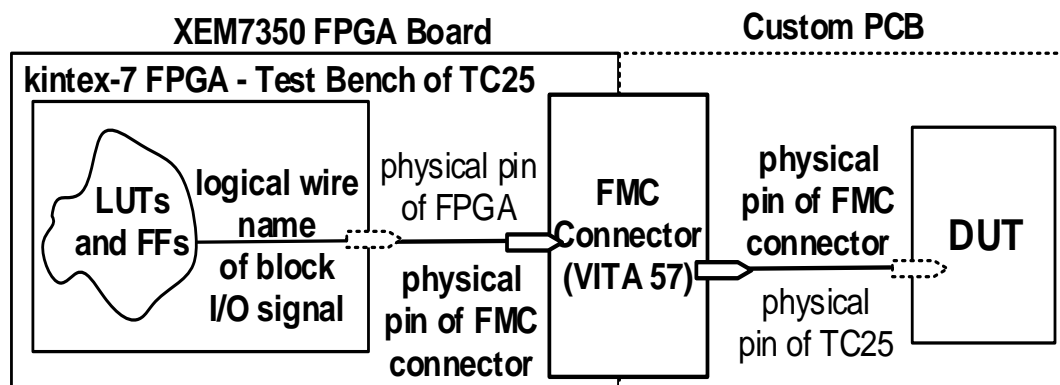 XEM7350 FPGA Board
Custom PCB
kintex-7 FPGA - Test Bench of TC25
LUTs
and FFs
logical wire
name
of block
I/O signal
physical pin
of FPGA
physical
pin of FMC
connector
FMC
Connector
(VITA 57)
physical
pin of FMC
connector
physical
pin of TC25
DUT